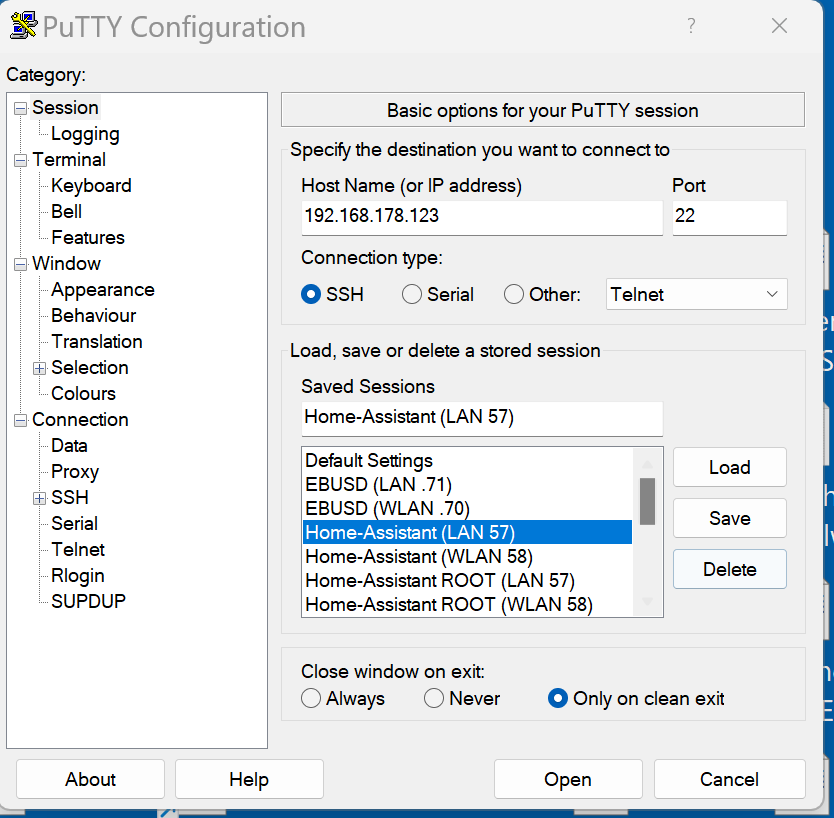 PuTTY Configuration
?
Category:
Session
Logging
Terminal
Keyboard
Bell
Features
Window
Appearance
Behaviour
Translation
Selection
Colours
Connection
Data
Proxy
SSH
Serial
Telnet
Rlogin
SUPDUP
Basic options for your PuTTY session
Specify the destination you want to connect to
Host Name (or IP address) Port
192.168.178.123 22
Connection type:
SSH Serial Other: Telnet
Load, save or delete a stored session
Saved Sessions
Home-Assistant (LAN 57)
Default Settings
EBUSD (LAN .71)
EBUSD (WLAN .70)
Home-Assistant (LAN 57)
Home-Assistant (WLAN 58)
Home-Assistant ROOT (LAN 57)
Home-Assistant ROOT (WLAN 58)
Load
Save
Delete
Close window on exit:
Always Never Only on clean exit
About Help Open Cancel